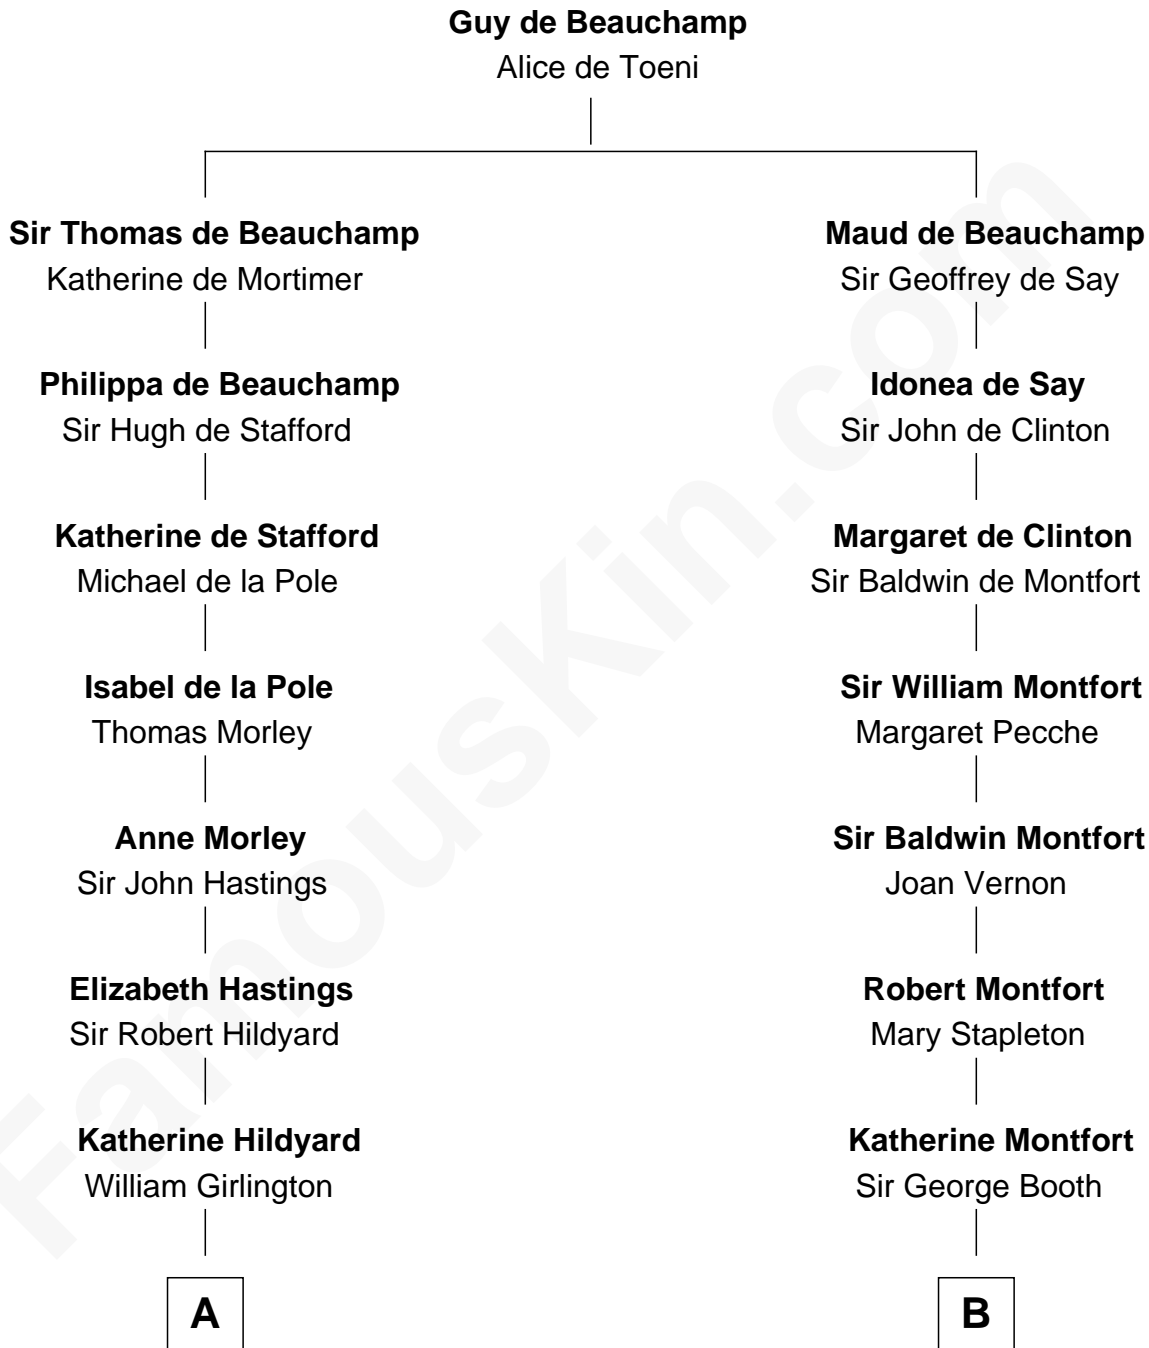 Guy de Beauchamp
Alice de Toeni
Sir Thomas de Beauchamp
Katherine de Mortimer
Maud de Beauchamp
Sir Geoffrey de Say
Philippa de Beauchamp
Sir Hugh de Stafford
Idonea de Say
Sir John de Clinton
Katherine de Stafford
Michael de la Pole
Margaret de Clinton
Sir Baldwin de Montfort
Isabel de la Pole
Thomas Morley
Sir William Montfort
Margaret Pecche
Anne Morley
Sir John Hastings
Sir Baldwin Montfort
Joan Vernon
Elizabeth Hastings
Sir Robert Hildyard
Robert Montfort
Mary Stapleton
Katherine Hildyard
William Girlington
Katherine Montfort
Sir George Booth
A
B
FamousKin.com